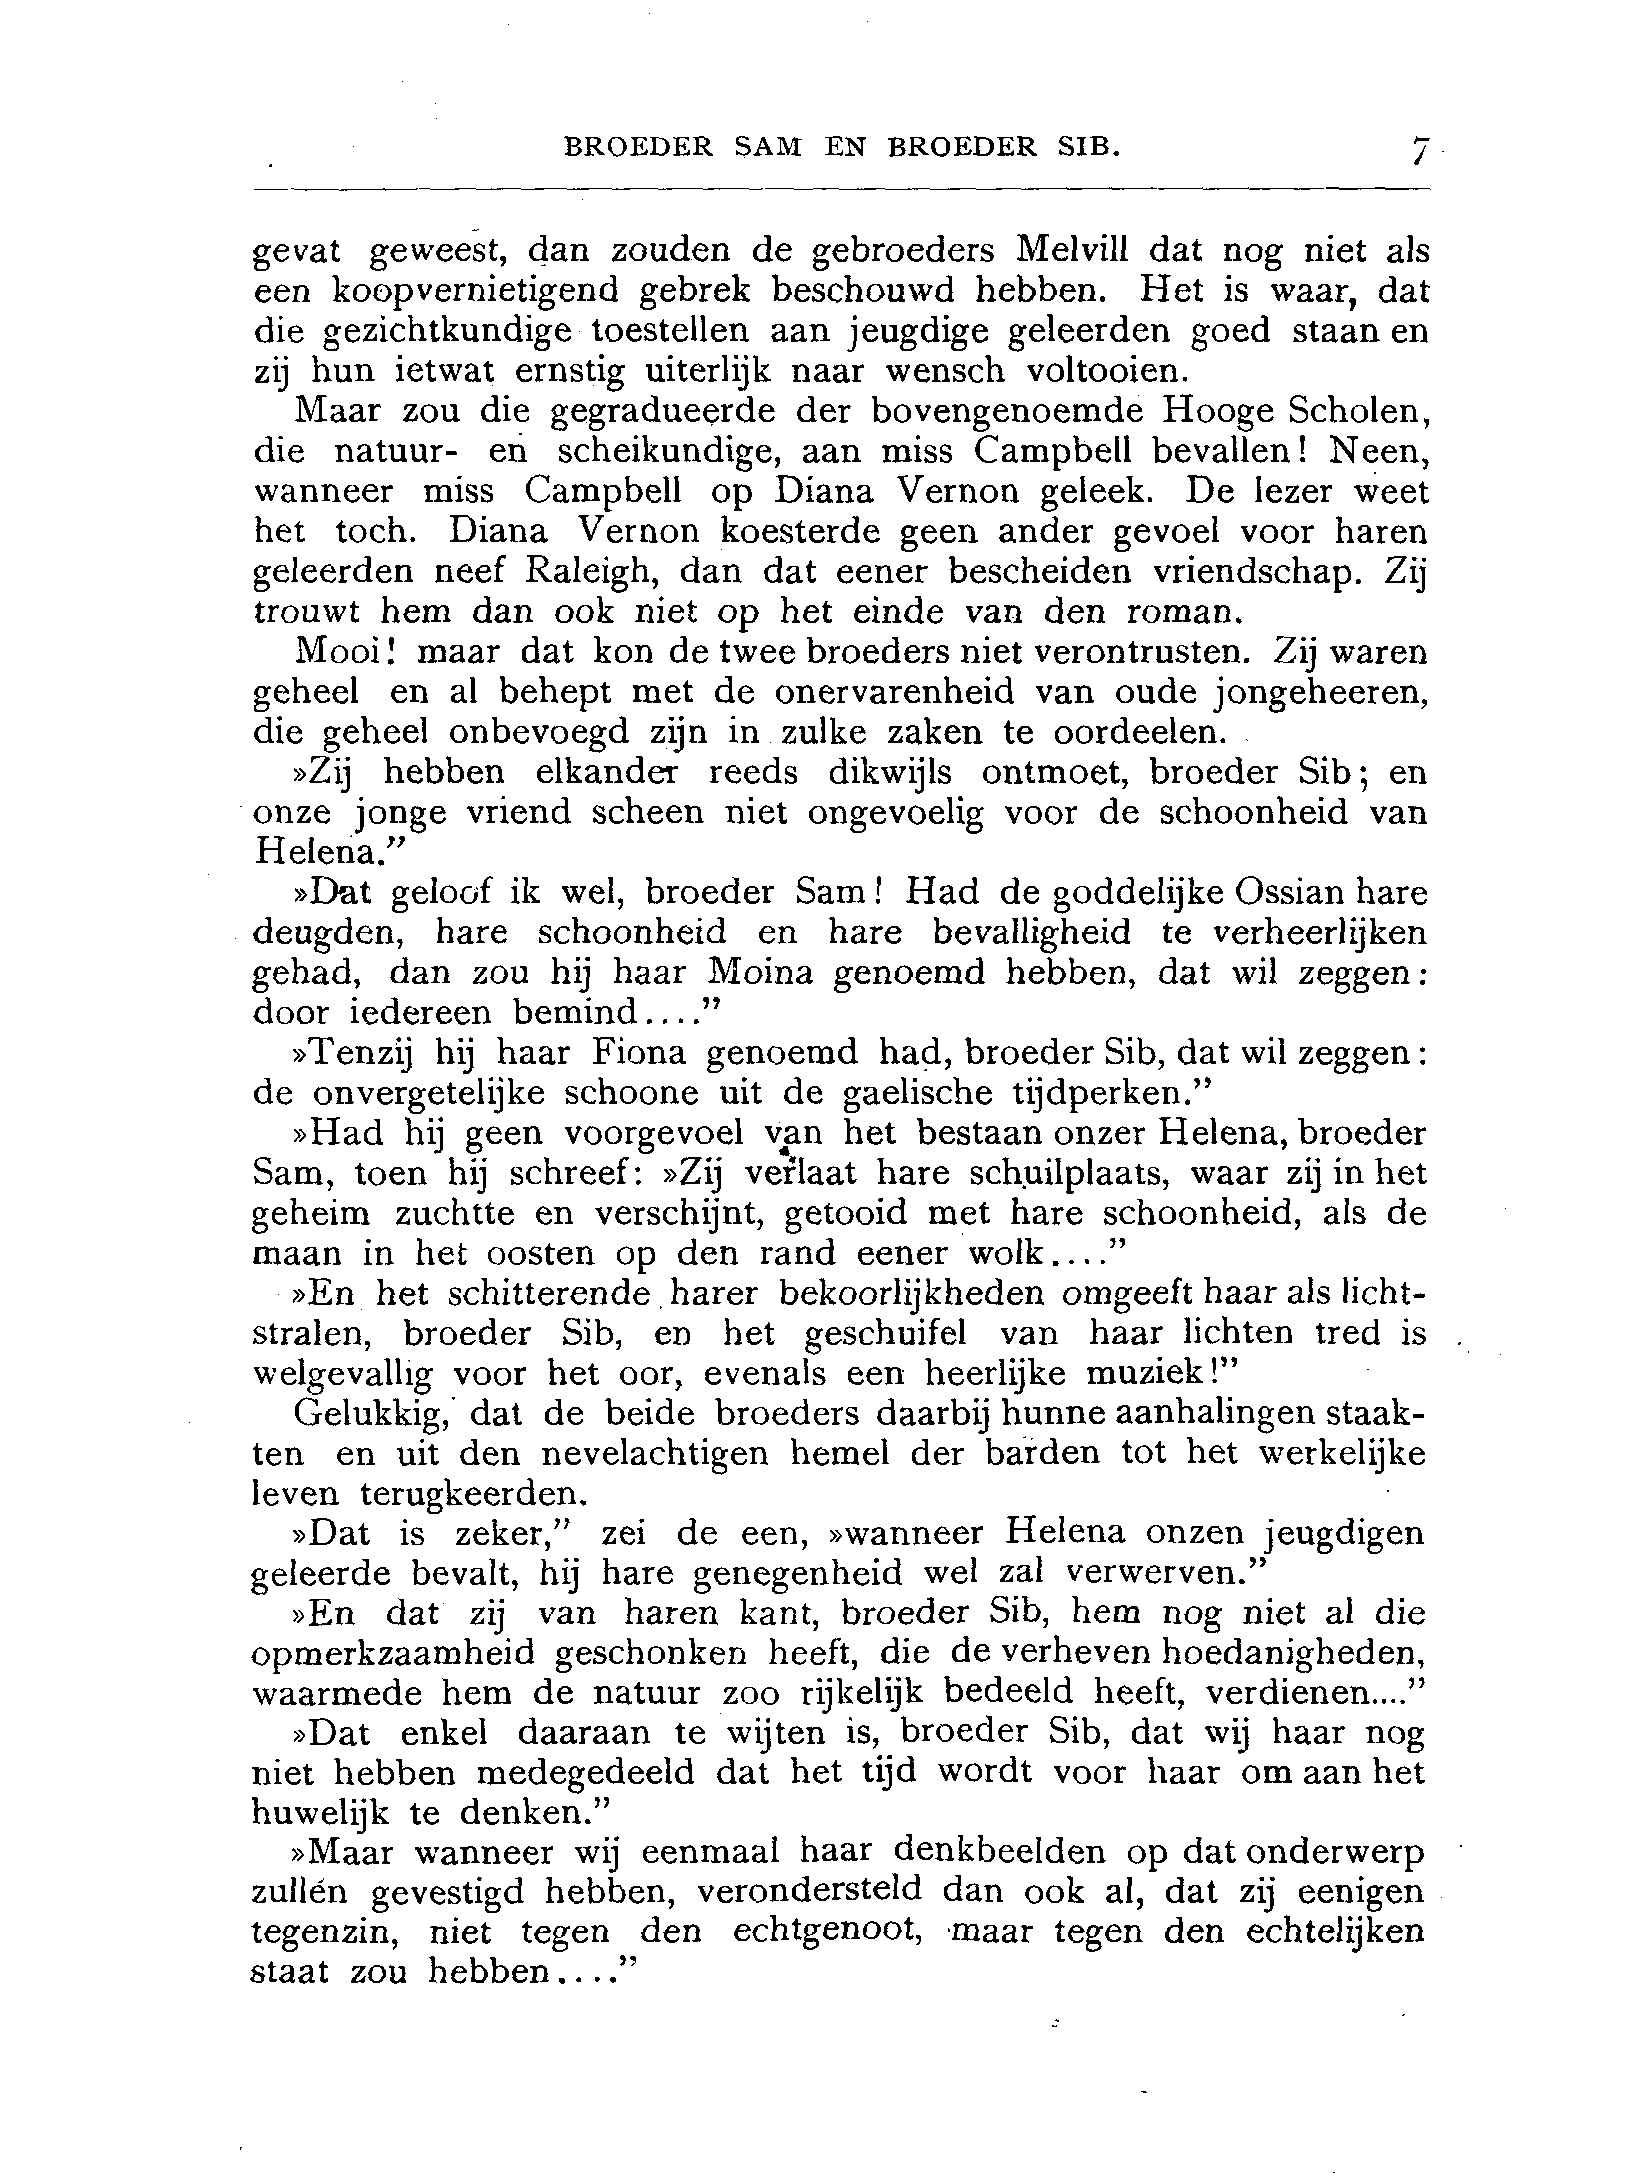 BROEDER SAM EN BROEDER SIB. 7
gevat geweest, dan zouden de gebroeders Melvill dat nog niet als
een koopvernietigend gebrek beschouwd hebben. Het is waar, dat
die gezichtkundige toestellen aan jeugdige geleerden goed staan en
zij hun ietwat ernstig uiterlijk naar wensch voltooien.
Maar zou die gegradueerde der bovengenoemde Hooge Scholen,
die natuur- en scheikundige, aan miss Campbell bevallen! Neen,
wanneer miss Campbell op Diana Vernon geleek. De lezer weet
het toch. Diana Vernon koesterde geen ander gevoel voor haren
geleerden neef Raleigh, dan dat eener bescheiden vriendschap. Zij
trouwt hem dan ook niet op het einde van den roman.
Mooi! maar dat kon de twee broeders niet verontrusten. Zij waren
geheel en al behept met de onervarenheid van oude jongeheeren,
die geheel onbevoegd zijn in zulke zaken te oordeelen.
»Zij hebben elkander reeds dikwijls ontmoet, broeder Sib; en
onze jonge vriend scheen niet ongevoelig voor de schoonheid van
Helena.”
»Dat geloof ik wel, broeder Sam! Had de goddelijke Ossian hare
deugden, hare schoonheid en hare bevalligheid te verheerlijken
gehad, dan zou hij haar Moina genoemd hebben, dat wil zeggen:
door iedereen bemind....”
»Tenzij hij haar Fiona genoemd had, broeder Sib, dat wil zeggen:
de onvergetelijke schoone uit de gaelische tijdperken.”
»Had hij geen voorgevoel van het bestaan onzer Helena, broeder
Sam, toen hij schreef: »Zij verlaat hare schuilplaats, waar zij in het
geheim zuchtte en verschijnt, getooid met hare schoonheid, als de
maan in het oosten op den rand eener wolk....”
»En het schitterende harer bekoorlijkheden omgeeft haar als licht-
stralen, broeder Sib, en het geschuifel van haar lichten tred is
welgevallig voor het oor, evenals een heerlijke muziek!”
Gelukkig, dat de beide broeders daarbij hunne aanhalingen staak-
ten en uit den nevelachtigen hemel der barden tot het werkelijke
leven terugkeerden.
»Dat is zeker,” zei de een, »wanneer Helena onzen jeugdigen
geleerde bevalt, hij hare genegenheid wel zal verwerven.”
»En dat zij van haren kant, broeder Sib, hem nog niet al die
opmerkzaamheid geschonken heeft, die de verheven hoedanigheden,
waarmede hem de natuur zoo rijkelijk bedeeld heeft, verdienen....”
»Dat enkel daaraan te wijten is, broeder Sib, dat wij haar nog
niet hebben medegedeeld dat het tijd wordt voor haar om aan het
huwelijk te denken.”
»Maar wanneer wij eenmaal haar denkbeelden op dat onderwerp
zullén gevestigd hebben, verondersteld dan ook al, dat zij eenigen
tegenzin, niet tegen den echtgenoot, maar tegen den echtelijken
staat zou hebben....”